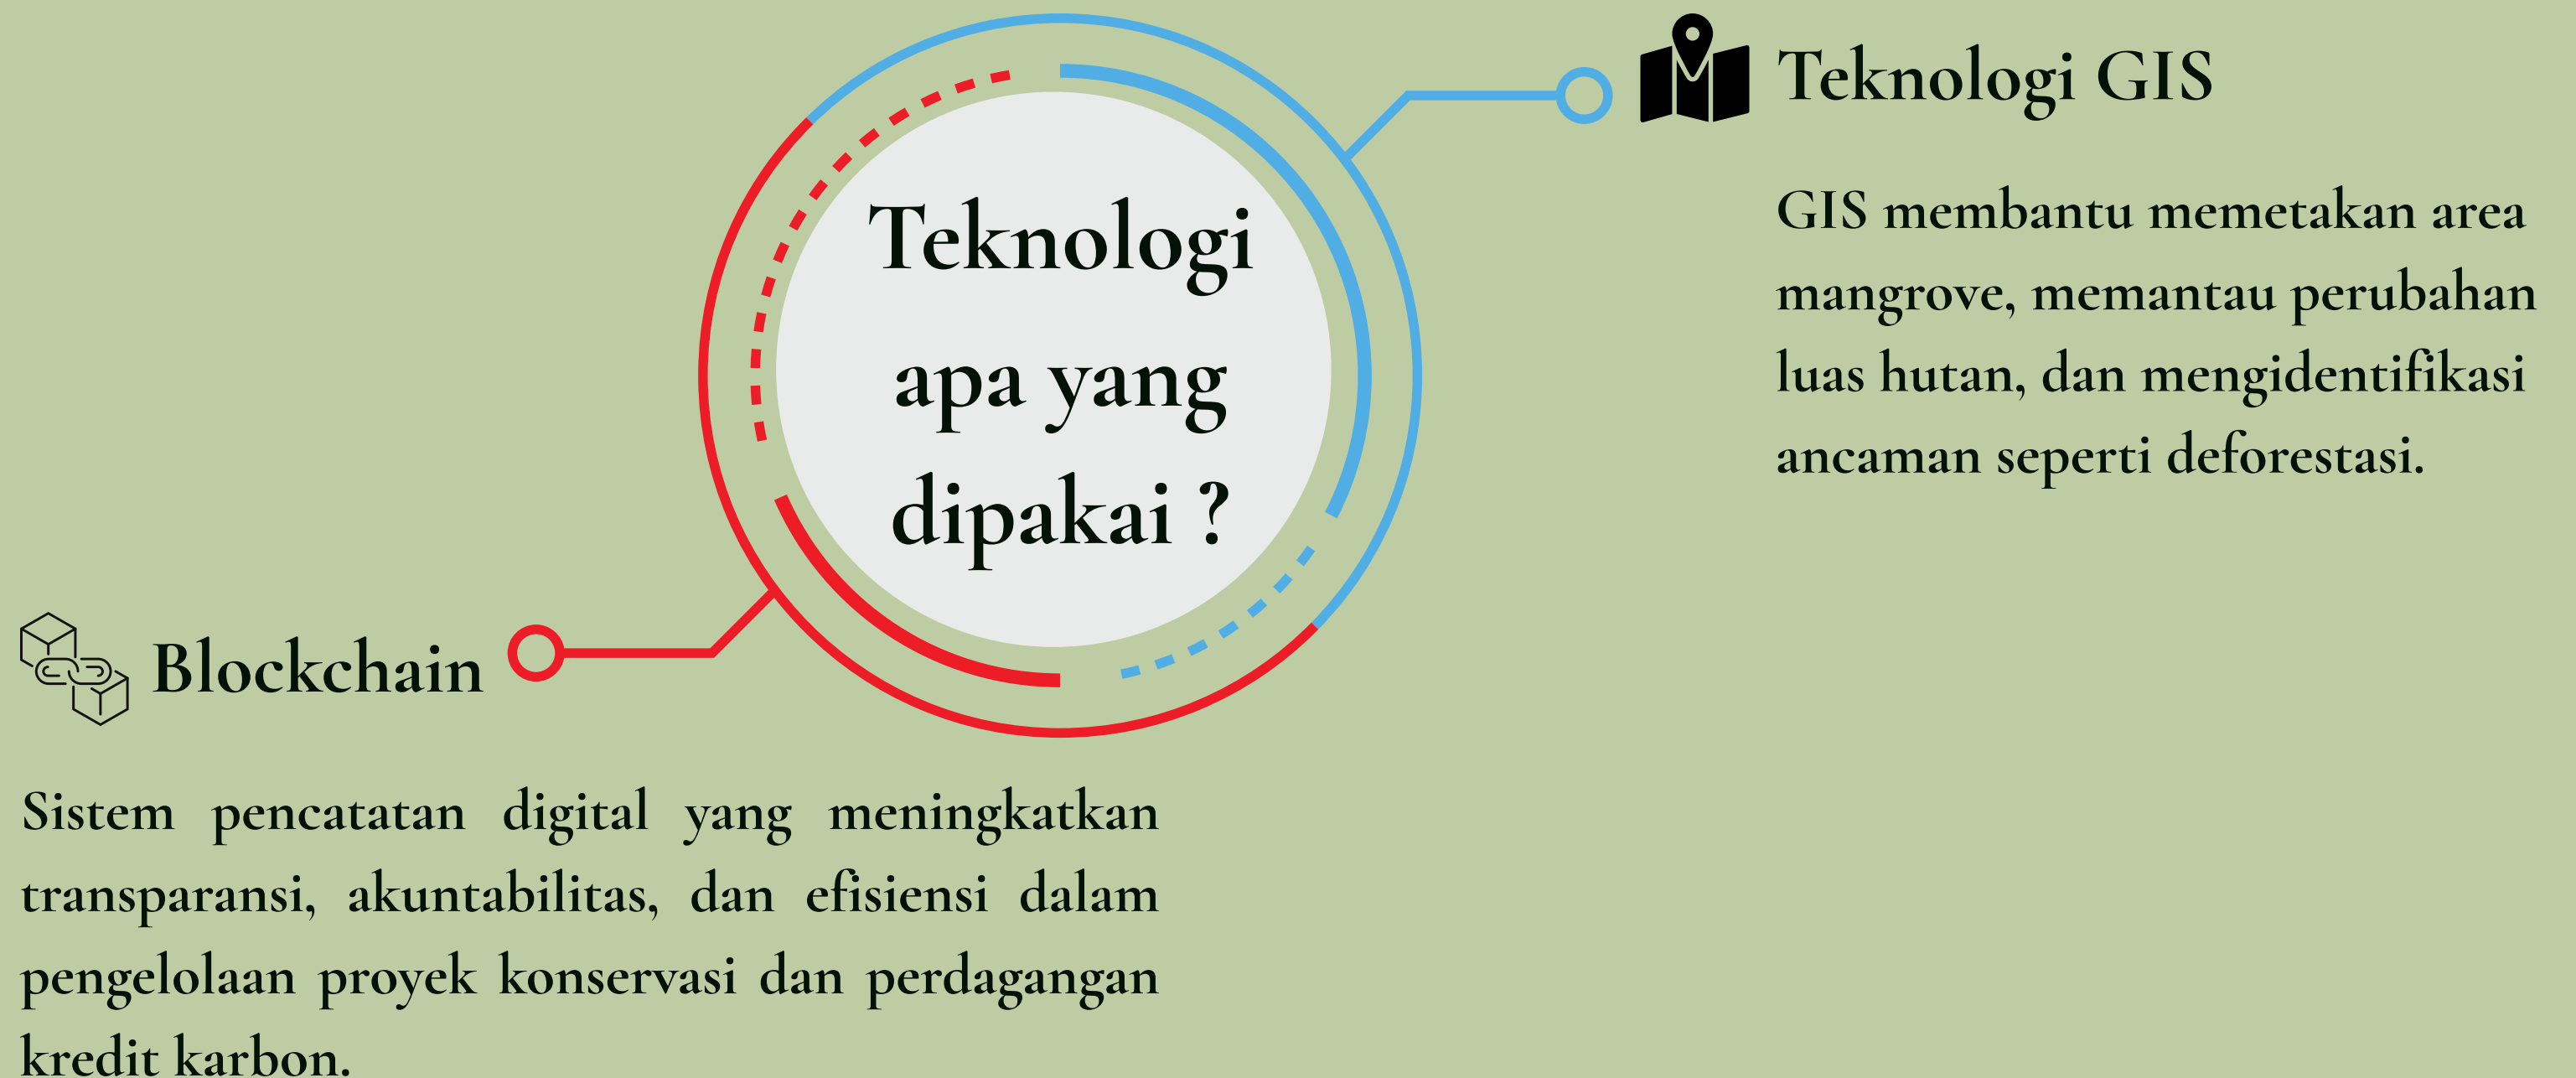 Teknologi
apa yang
dipakai ?
Teknologi GIS
GIS membantu memetakan area
mangrove, memantau perubahan
luas hutan, dan mengidentifikasi
ancaman seperti deforestasi.
Blockchain
Sistem pencatatan digital yang meningkatkan
transparansi, akuntabilitas, dan efisiensi dalam
pengelolaan proyek konservasi dan perdagangan
kredit karbon.